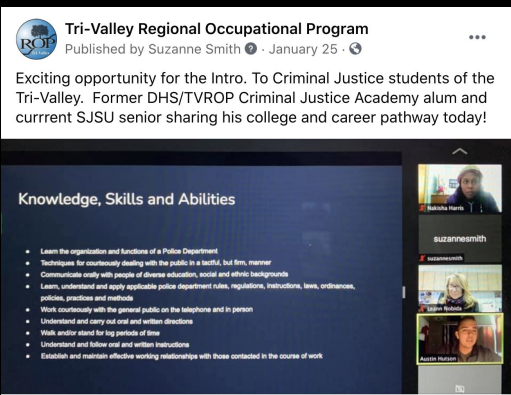 Tri-Valley Regional Occupational Program
Published by Suzanne Smith · January 25 ·
ROP
Exciting opportunity for the Intro. To Criminal Justice students of the
Tri-Valley. Former DHS/TVROP Criminal Justice Academy alum and
currrent SJSU senior sharing his college and career pathway today!
Knowledge, Skills and Abilities
• Learn the organization and functions of a Police Department
• Techniques for courteously dealing with the public in a tactful, but firm, manner
• Communicate orally with people of diverse education, social and ethnic backgrounds
• Learn, understand and apply applicable police department rules, regulations, instructions, laws, ordinances,
policies, practices and methods
• Work courteously with the general public on the telephone and in person
• Understand and carry out oral and written directions
• Walk and/or stand for log periods of time
• Understand and follow oral and written instructions
• Establish and maintain effective working relationships with those contacted in the course of work
Nakisha Harris
suzannesmith
suzannesmith
Leann Nobida
Austin Hutson